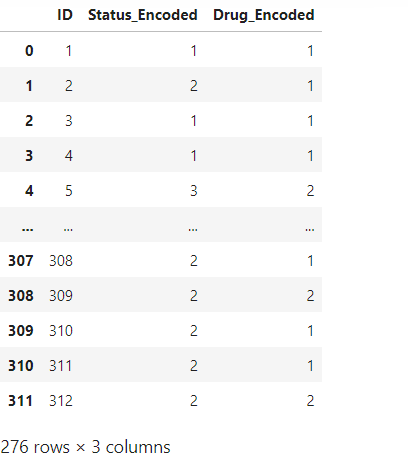 ID Status_Encoded Drug_Encoded
0 1 1 1
1 2 2 1
2 3 1 1
3 4 1 1
4 5 3 2
... ... ... ...
307 308 2 1
308 309 2 2
309 310 2 1
310 311 2 1
311 312 2 2
276 rows × 3 columns